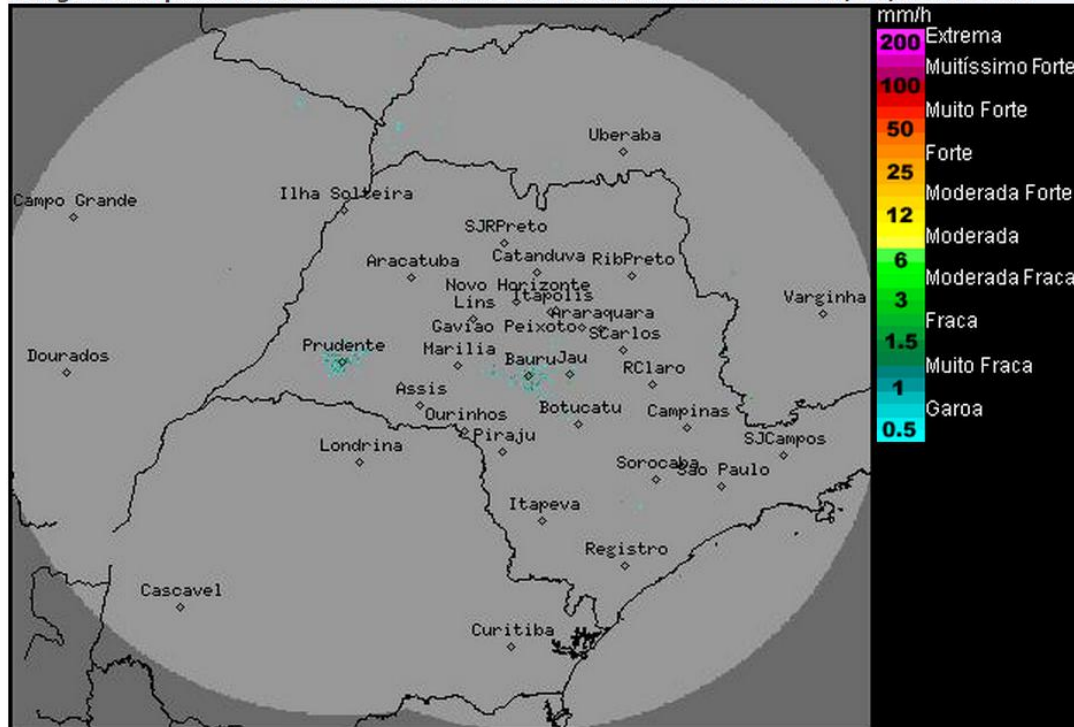 mm/h
200 Extrema
Muitíssimo Forte
100
Muito Forte
50
Forte
25
Moderada Forte
12
Moderada
6
Moderada Fraca
3
Fraca
1.5
Muito Fraca
1
Garoa
0.5
Uberaba
Campo Grande
Ilha Solteira
SJRPreto
Aracatuba
Catanduva
RibPreto
Novo Horizonte
Lins
Itapolis
Araraquara
Varginha
Gaviao Peixoto
SCarlos
Dourados
Prudente
Marilia
Bauru
Jau
RClaro
Assis
Ourinhos
Botucatu
Campinas
Londrina
Piraju
SJCampos
Sorocaba
Sao Paulo
Itapeva
Registro
Cascavel
Curitiba